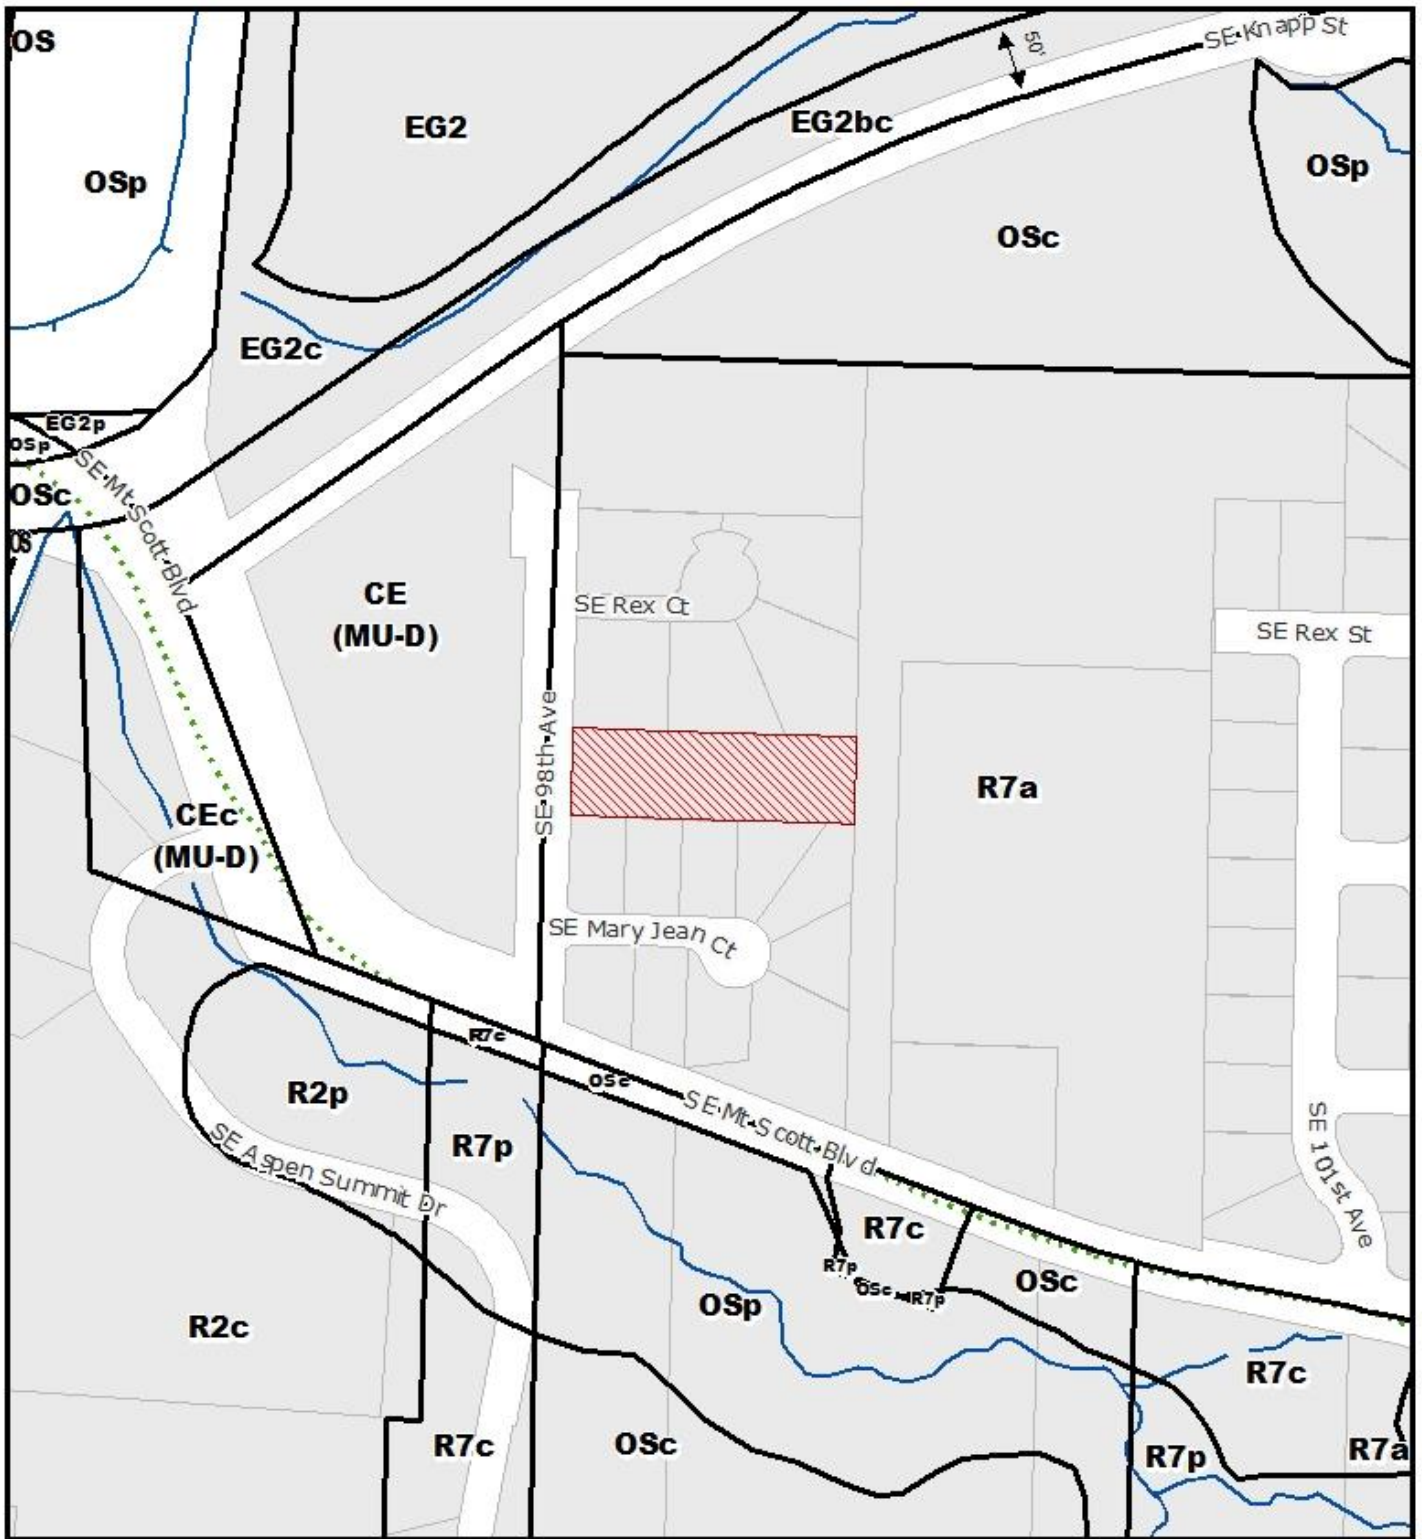 OS
SE Knapp St
50'
EG2
EG2bc
OSp
OSp
OSc
EG2c
EG2p
OSp
SE Mt Scott Blvd
OSc
OS
CE
(MU-D)
SE Rex Ct
SE Rex St
SE 98th Ave
R7a
CEc
(MU-D)
SE Mary Jean Ct
R7c
OSc
R2p
SE Mt Scott Blvd
R7p
SE Aspen Summit Dr
SE 101st Ave
R7c
R7p
OSc
R7p
OSc
OSp
R2c
R7c
R7c
OSc
R7p
R7a